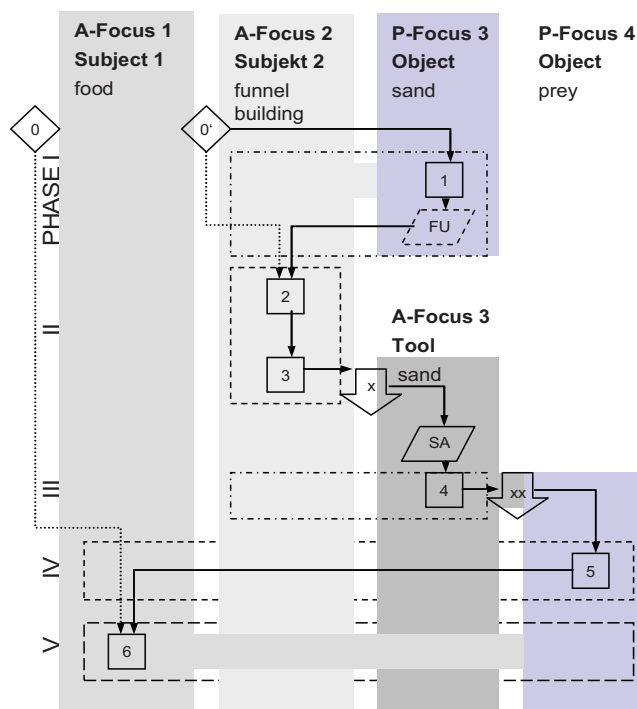 A-Focus 1
Subject 1
food
A-Focus 2
Subjekt 2
funnel
building
P-Focus 3
Object
sand
P-Focus 4
Object
prey
0
0'
PHASE I
1
FU
2
II
3
A-Focus 3
Tool
sand
x
SA
III
4
xx
IV
5
V
6